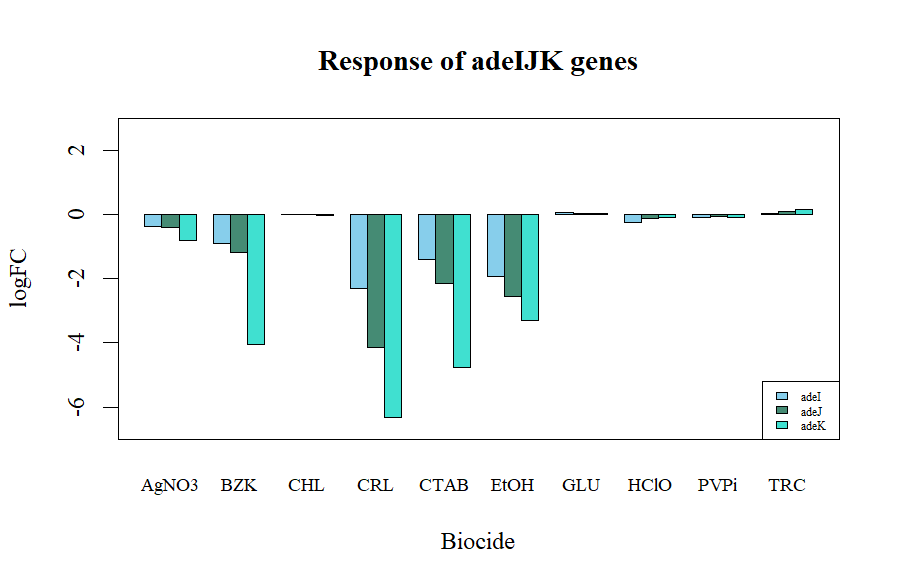 Response of adeIJK genes
logFC
2
0
-2
-4
-6
adeI
adeJ
adeK
AgNO3 BZK CHL CRL CTAB EtOH GLU HClO PVPi TRC
Biocide